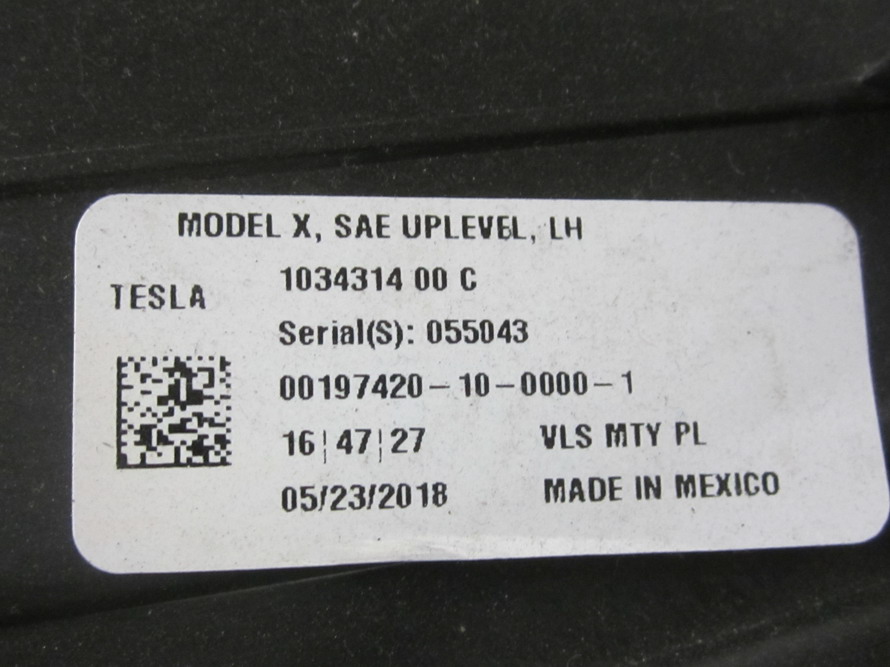 MODEL X, SAE UPLEVEL, LH
TESLA
1034314 00 C
Serial(S): 055043
00197420-10-0000-1
16¦47¦27 VLS MTY PL
05/23/2018 MADE IN MEXICO